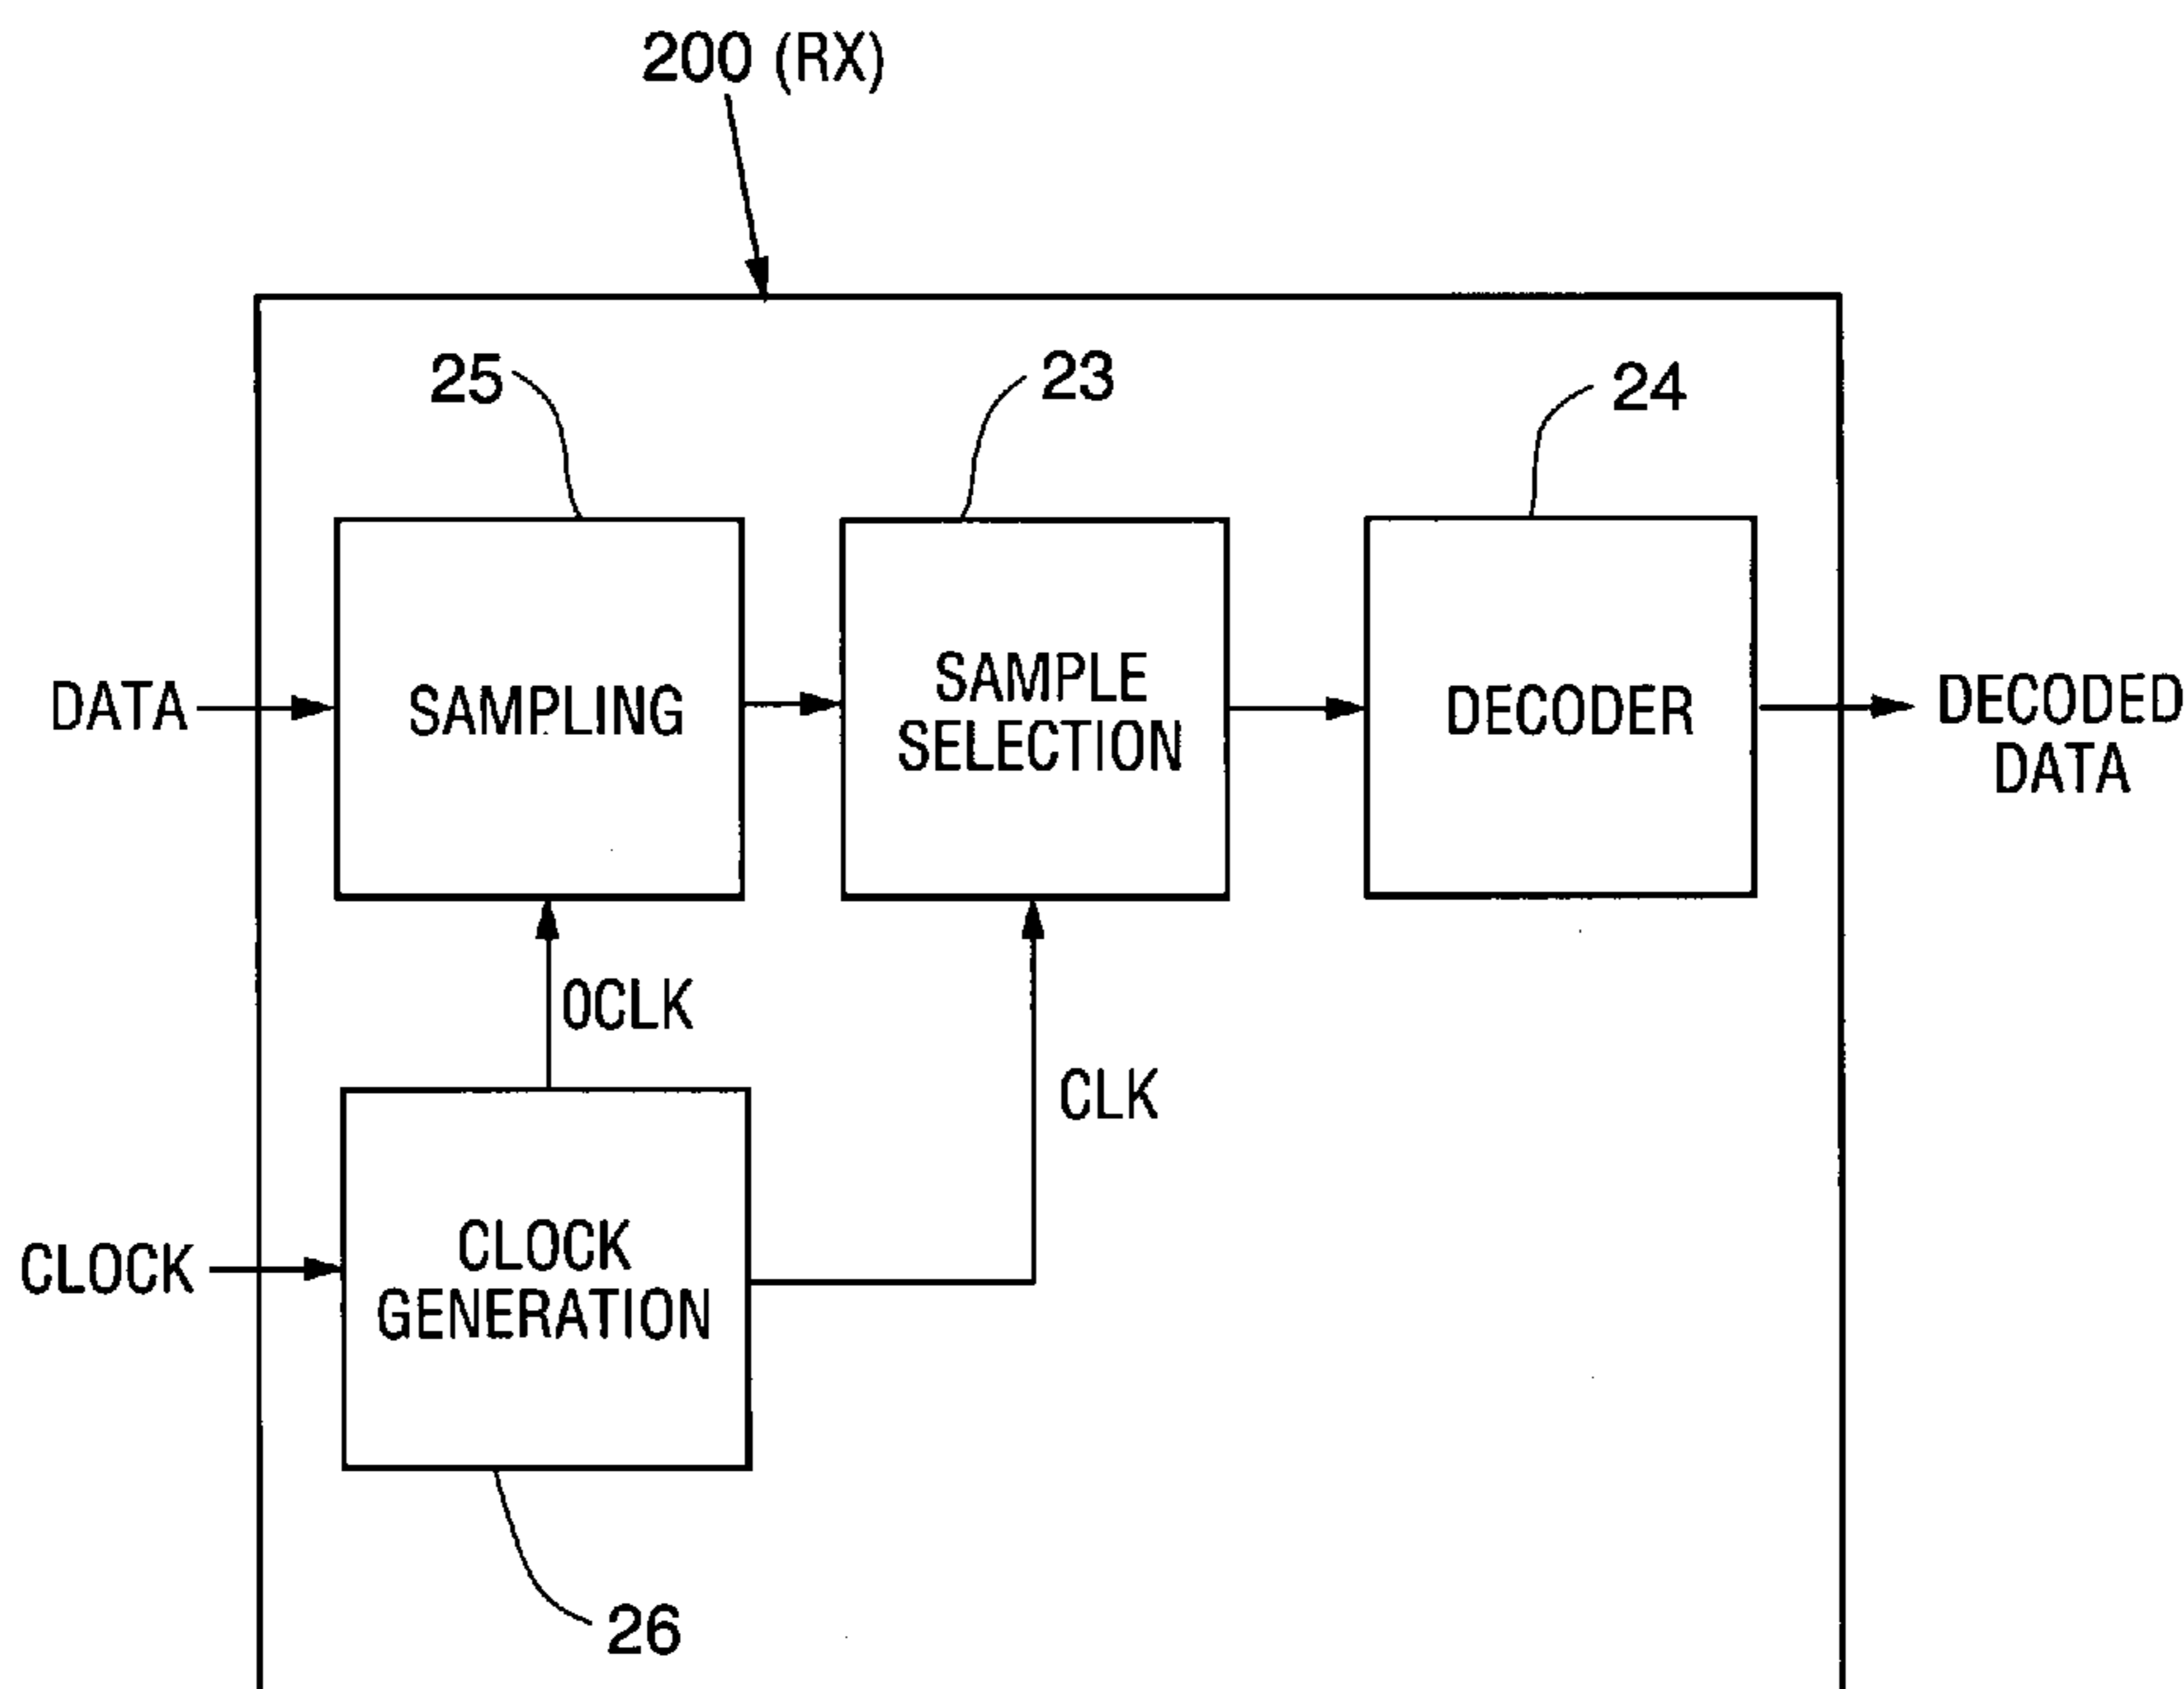 200 (RX)
25
23
24
DATA
SAMPLING
SAMPLE
SELECTION
DECODER
DECODED
DATA
OCLK
CLK
CLOCK
CLOCK
GENERATION
26